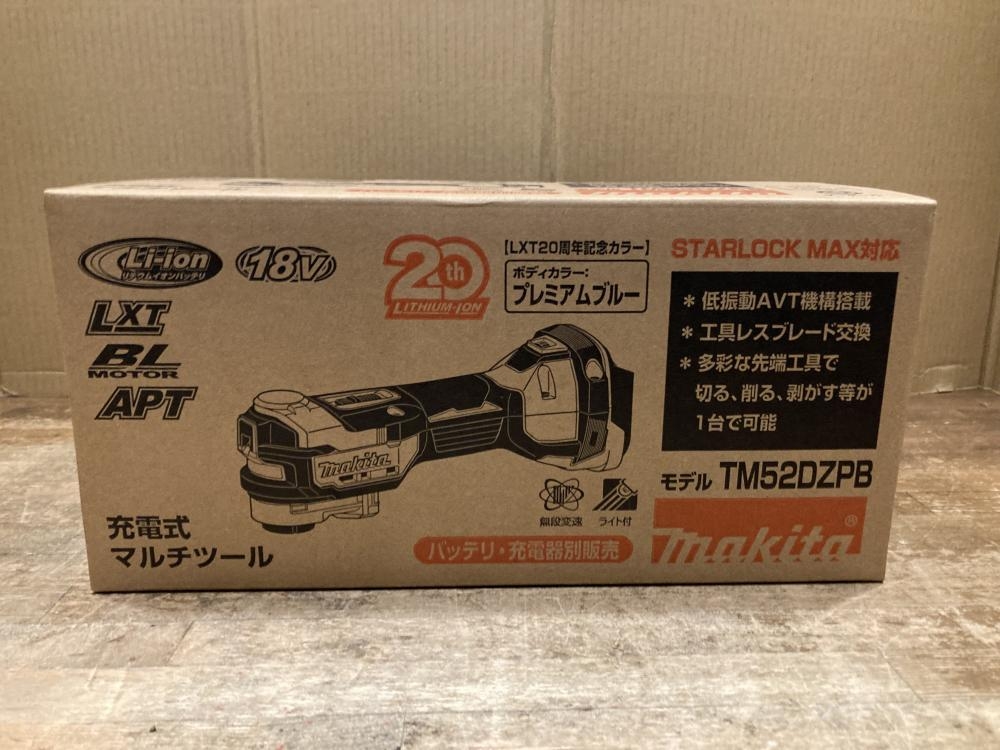 Li-ion
リチウムイオンバッテリ
18V
LXT
BL
MOTOR
APT
20th
LITHIUM-ION
【LXT20周年記念カラー】
ボディカラー:
プレミアムブルー
STARLOCK MAX対応
* 低振動AVT機構搭載
* 工具レスブレード交換
* 多彩な先端工具で
切る、削る、剥がす等が
1台で可能
makita
無段変速
ライト付
モデル TM52DZPB
充電式
マルチツール
バッテリ・充電器別販売
makita®